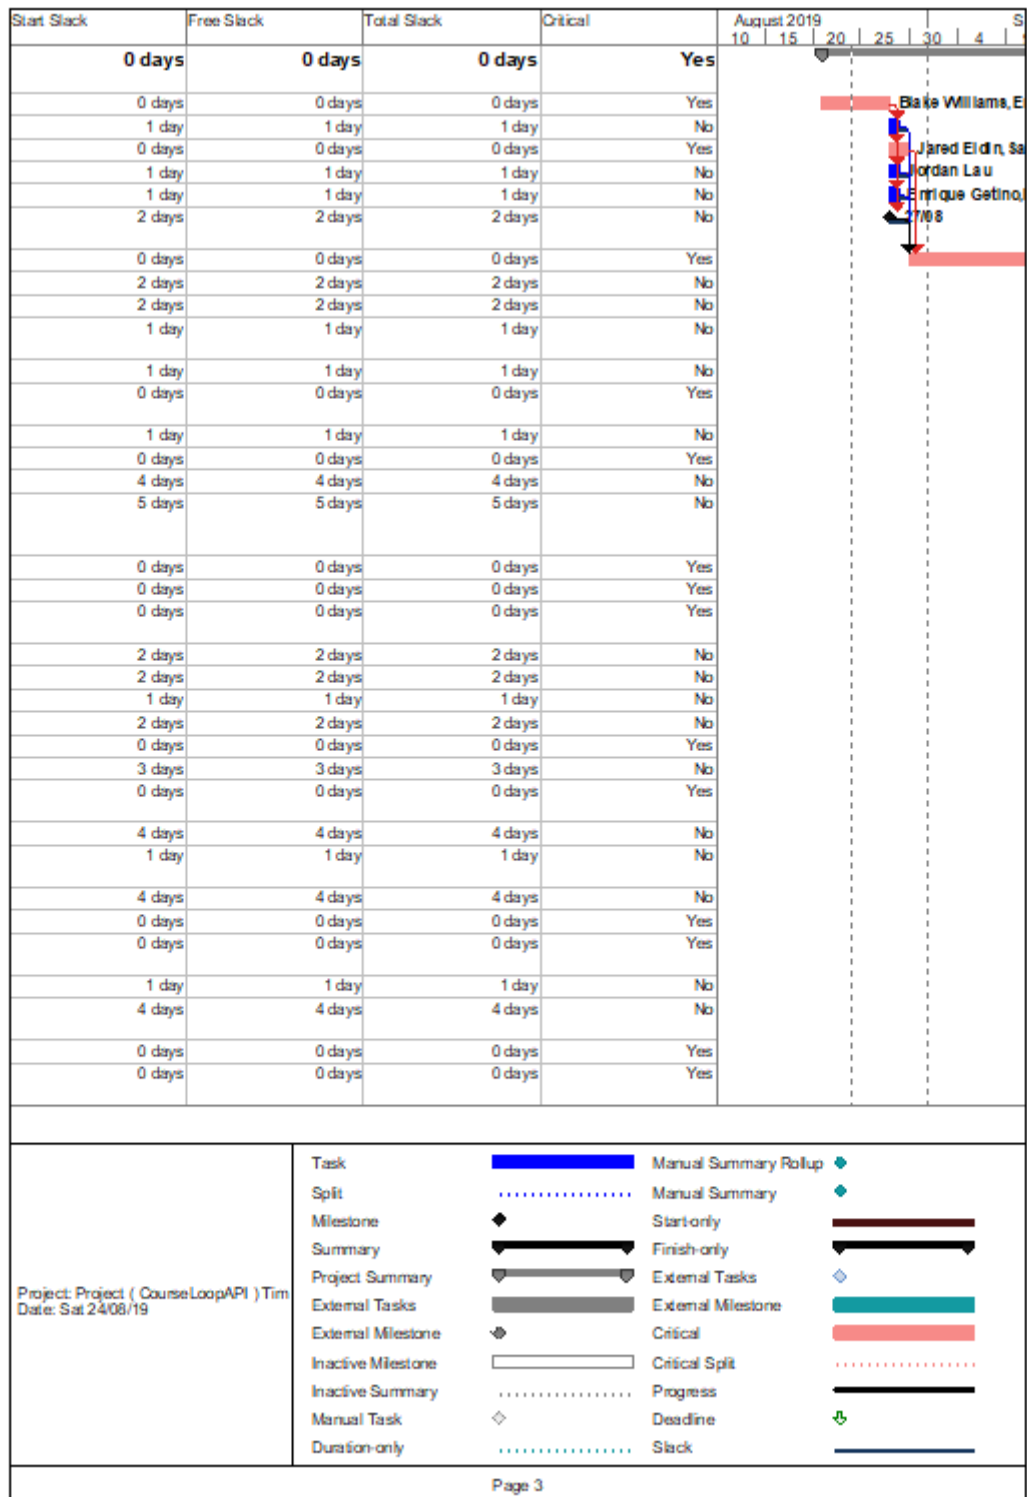 Start Slack Free Slack Total Slack Critical August 2019 S
10 15 20 25 30 4
0 days 0 days 0 days Yes
0 days 0 days 0 days Yes Blake Williams, E
1 day 1 day 1 day No
0 days 0 days 0 days Yes Jared Eldin, Sa
1 day 1 day 1 day No Jordan Lau
1 day 1 day 1 day No Enrique Getino,
2 days 2 days 2 days No 27/08
0 days 0 days 0 days Yes
2 days 2 days 2 days No
2 days 2 days 2 days No
1 day 1 day 1 day No
1 day 1 day 1 day No
0 days 0 days 0 days Yes
1 day 1 day 1 day No
0 days 0 days 0 days Yes
4 days 4 days 4 days No
5 days 5 days 5 days No
0 days 0 days 0 days Yes
0 days 0 days 0 days Yes
0 days 0 days 0 days Yes
2 days 2 days 2 days No
2 days 2 days 2 days No
1 day 1 day 1 day No
2 days 2 days 2 days No
0 days 0 days 0 days Yes
3 days 3 days 3 days No
0 days 0 days 0 days Yes
4 days 4 days 4 days No
1 day 1 day 1 day No
4 days 4 days 4 days No
0 days 0 days 0 days Yes
0 days 0 days 0 days Yes
1 day 1 day 1 day No
4 days 4 days 4 days No
0 days 0 days 0 days Yes
0 days 0 days 0 days Yes
Project: Project ( CourseLoopAPI ) Tim
Date: Sat 24/08/19
Task Manual Summary Rollup
Split Manual Summary
Milestone Start-only
Summary Finish-only
Project Summary External Tasks
External Tasks External Milestone
External Milestone Critical
Inactive Milestone Critical Split
Inactive Summary Progress
Manual Task Deadline
Duration-only Slack
Page 3